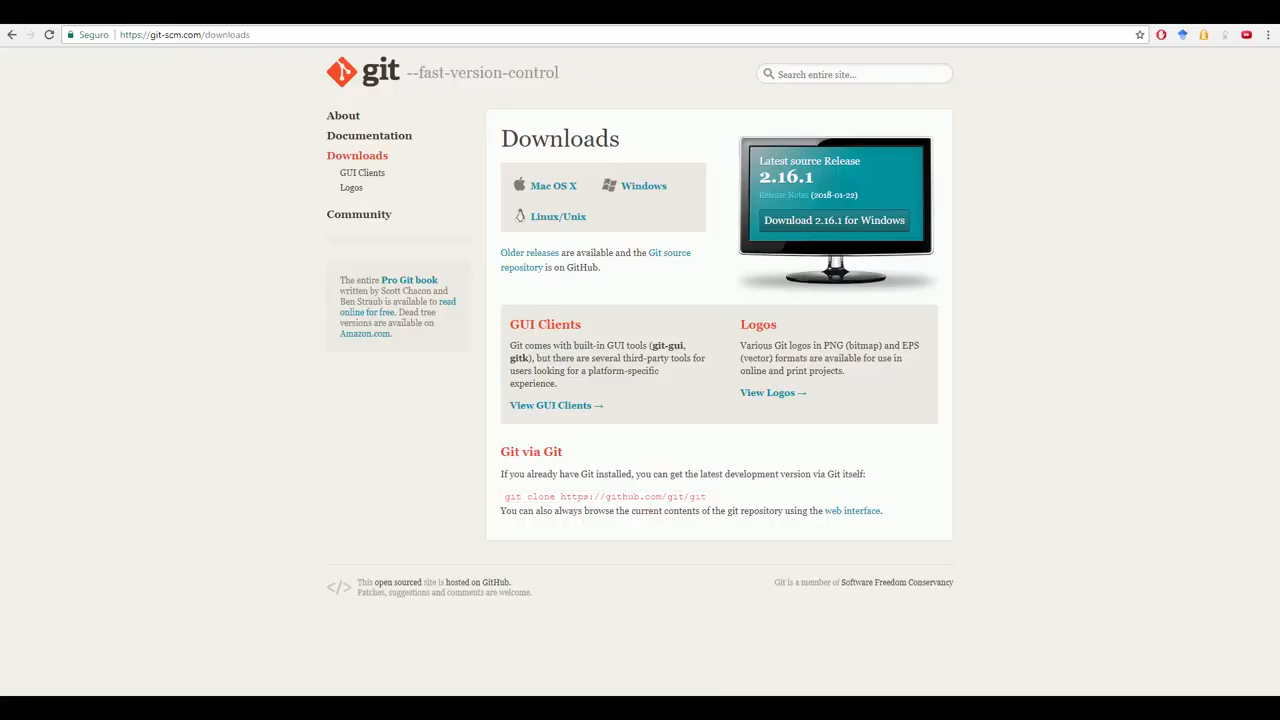 Seguro
https://git-scm.com/downloads
git --fast-version-control
Search entire site...
About
Documentation
Downloads
GUI Clients
Logos
Community
The entire Pro Git book
written by Scott Chacon and
Ben Straub is available to read
online for free. Dead tree
versions are available on
Amazon.com.
Downloads
Mac OS X
Windows
Linux/Unix
Older releases are available and the Git source
repository is on GitHub.
Latest source Release
2.16.1
Release Notes (2018-01-22)
Download 2.16.1 for Windows
GUI Clients
Git comes with built-in GUI tools (git-gui,
gitk), but there are several third-party tools for
users looking for a platform-specific
experience.
View GUI Clients →
Logos
Various Git logos in PNG (bitmap) and EPS
(vector) formats are available for use in
online and print projects.
View Logos →
Git via Git
If you already have Git installed, you can get the latest development version via Git itself:
git clone https://github.com/git/git
You can also always browse the current contents of the git repository using the web interface.
</> This open sourced site is hosted on GitHub.
Patches, suggestions and comments are welcome.
Git is a member of Software Freedom Conservancy